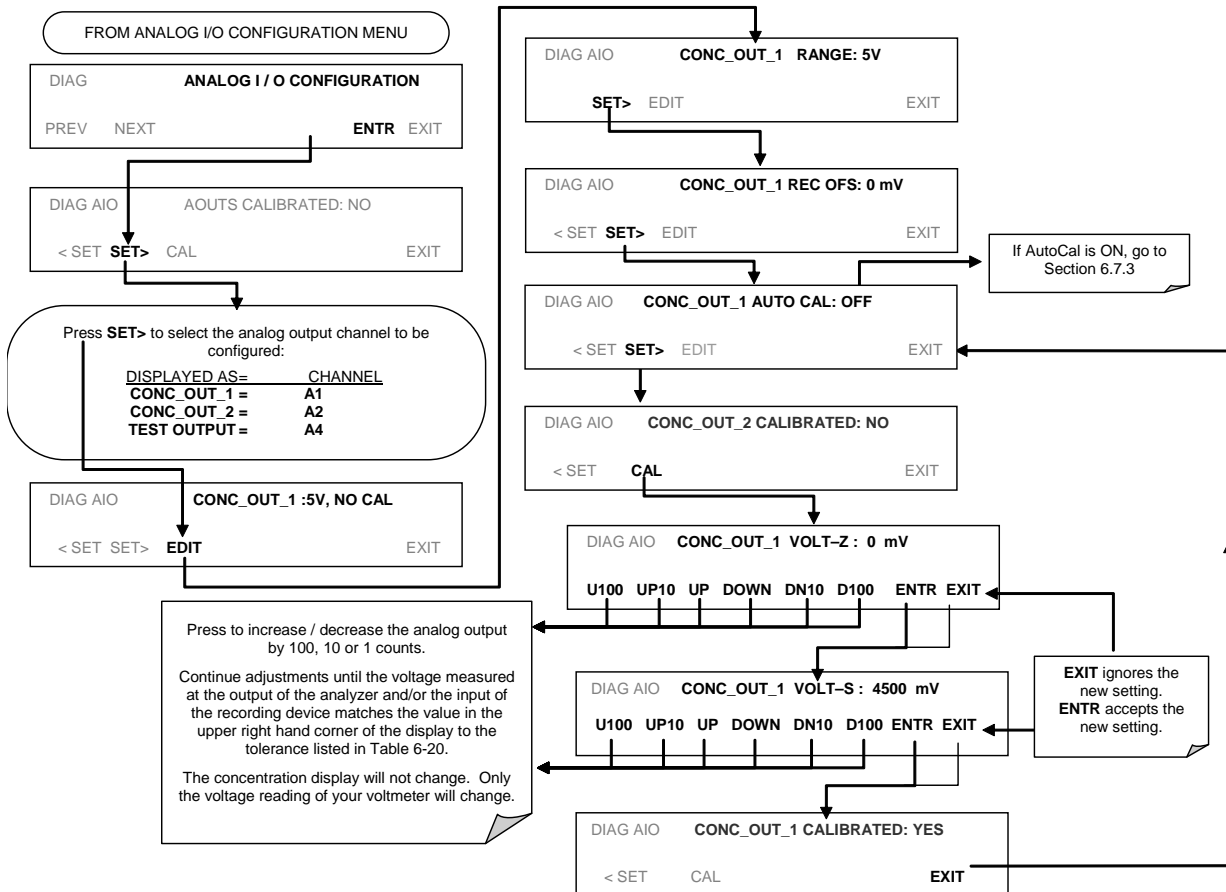 FROM ANALOG I/O CONFIGURATION MENU
DIAG ANALOG I / O CONFIGURATION
PREV NEXT ENTR EXIT
DIAG AIO AOUTS CALIBRATED: NO
< SET SET> CAL EXIT
Press SET> to select the analog output channel to be
configured:
DISPLAYED AS= CHANNEL
CONC_OUT_1 = A1
CONC_OUT_2 = A2
TEST OUTPUT = A4
DIAG AIO CONC_OUT_1 :5V, NO CAL
< SET SET> EDIT EXIT
DIAG AIO CONC_OUT_1 RANGE: 5V
SET> EDIT EXIT
DIAG AIO CONC_OUT_1 REC OFS: 0 mV
< SET SET> EDIT EXIT
If AutoCal is ON, go to
Section 6.7.3
DIAG AIO CONC_OUT_1 AUTO CAL: OFF
< SET SET> EDIT EXIT
DIAG AIO CONC_OUT_2 CALIBRATED: NO
< SET CAL EXIT
DIAG AIO CONC_OUT_1 VOLT–Z : 0 mV
U100 UP10 UP DOWN DN10 D100 ENTR EXIT
Press to increase / decrease the analog output
by 100, 10 or 1 counts.
Continue adjustments until the voltage measured
at the output of the analyzer and/or the input of
the recording device matches the value in the
upper right hand corner of the display to the
tolerance listed in Table 6-20.
The concentration display will not change. Only
the voltage reading of your voltmeter will change.
DIAG AIO CONC_OUT_1 VOLT–S : 4500 mV
U100 UP10 UP DOWN DN10 D100 ENTR EXIT
EXIT ignores the
new setting.
ENTR accepts the
new setting.
DIAG AIO CONC_OUT_1 CALIBRATED: YES
< SET CAL EXIT